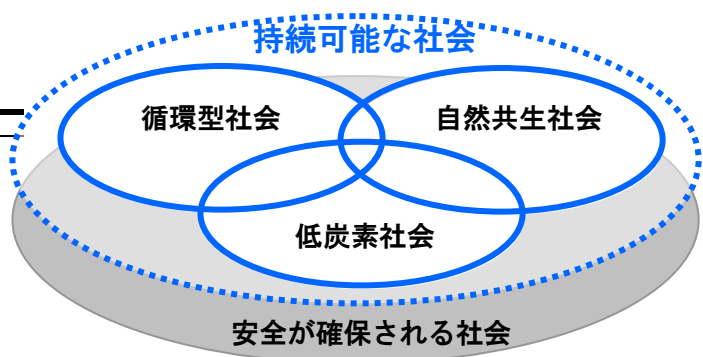 持続可能な社会
循環型社会
自然共生社会
低炭素社会
安全が確保される社会